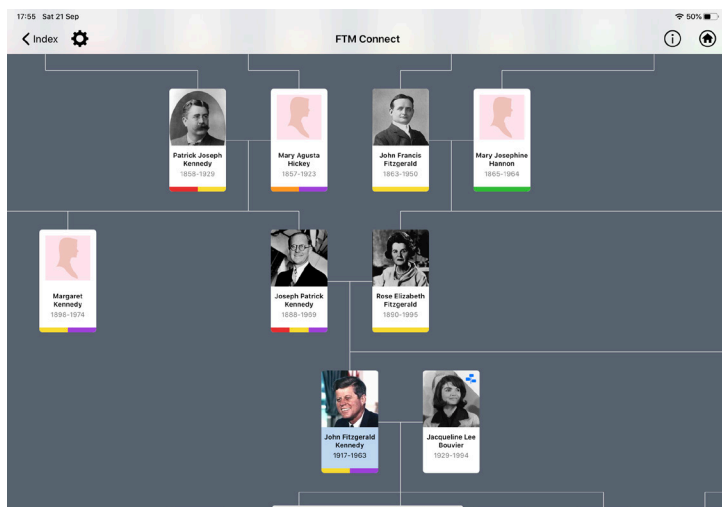 17:55 Sat 21 Sep
50%
Index
FTM Connect
Patrick Joseph
Kennedy
1858-1929
Mary Agusta
Hickey
1857-1923
John Francis
Fitzgerald
1863-1950
Mary Josephine
Hannon
1865-1964
Margaret
Kennedy
1898-1974
Joseph Patrick
Kennedy
1888-1969
Rose Elizabeth
Fitzgerald
1890-1995
John Fitzgerald
Kennedy
1917-1963
Jacqueline Lee
Bouvier
1929-1994